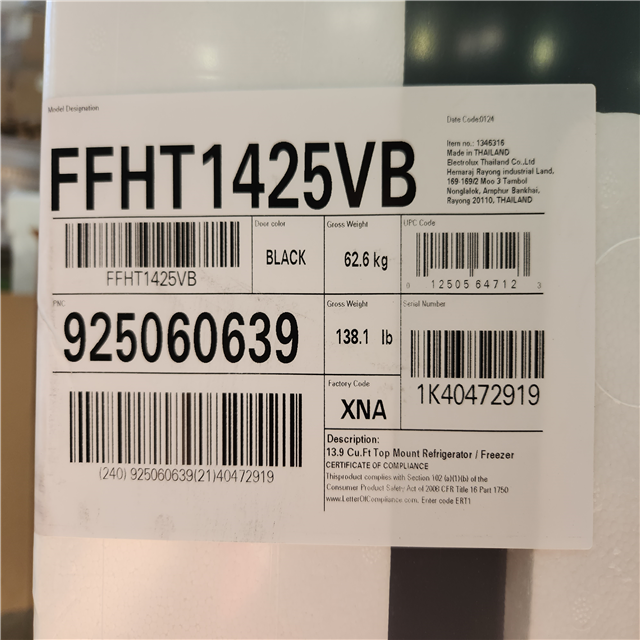 Model Designation
Date Code:0124
FFHT1425VB
Item no.: 1346316
Made in THAILAND
Electrolux Thailand Co.,Ltd
Hemaraj Rayong industrial Land,
169-169/2 Moo 3 Tambol
Nonglalok, Amphur Bankhai,
Rayong 20110, THAILAND
FFHT1425VB
Door color
BLACK
Gross Weight
62.6 kg
UPC Code
0 12505 64712 3
PNC
925060639
Gross Weight
138.1 lb
Serial Number
1K40472919
Factory Code
XNA
(240) 925060639(21)40472919
Description:
13.9 Cu.Ft Top Mount Refrigerator / Freezer
CERTIFICATE OF COMPLIANCE
Thisproduct complies with Section 102 (a)(1)(b) of the
Consumer Product Safety Act of 2008 CFR Title 16 Part 1750
www.LetterOfCompliance.com. Enter code ERT1